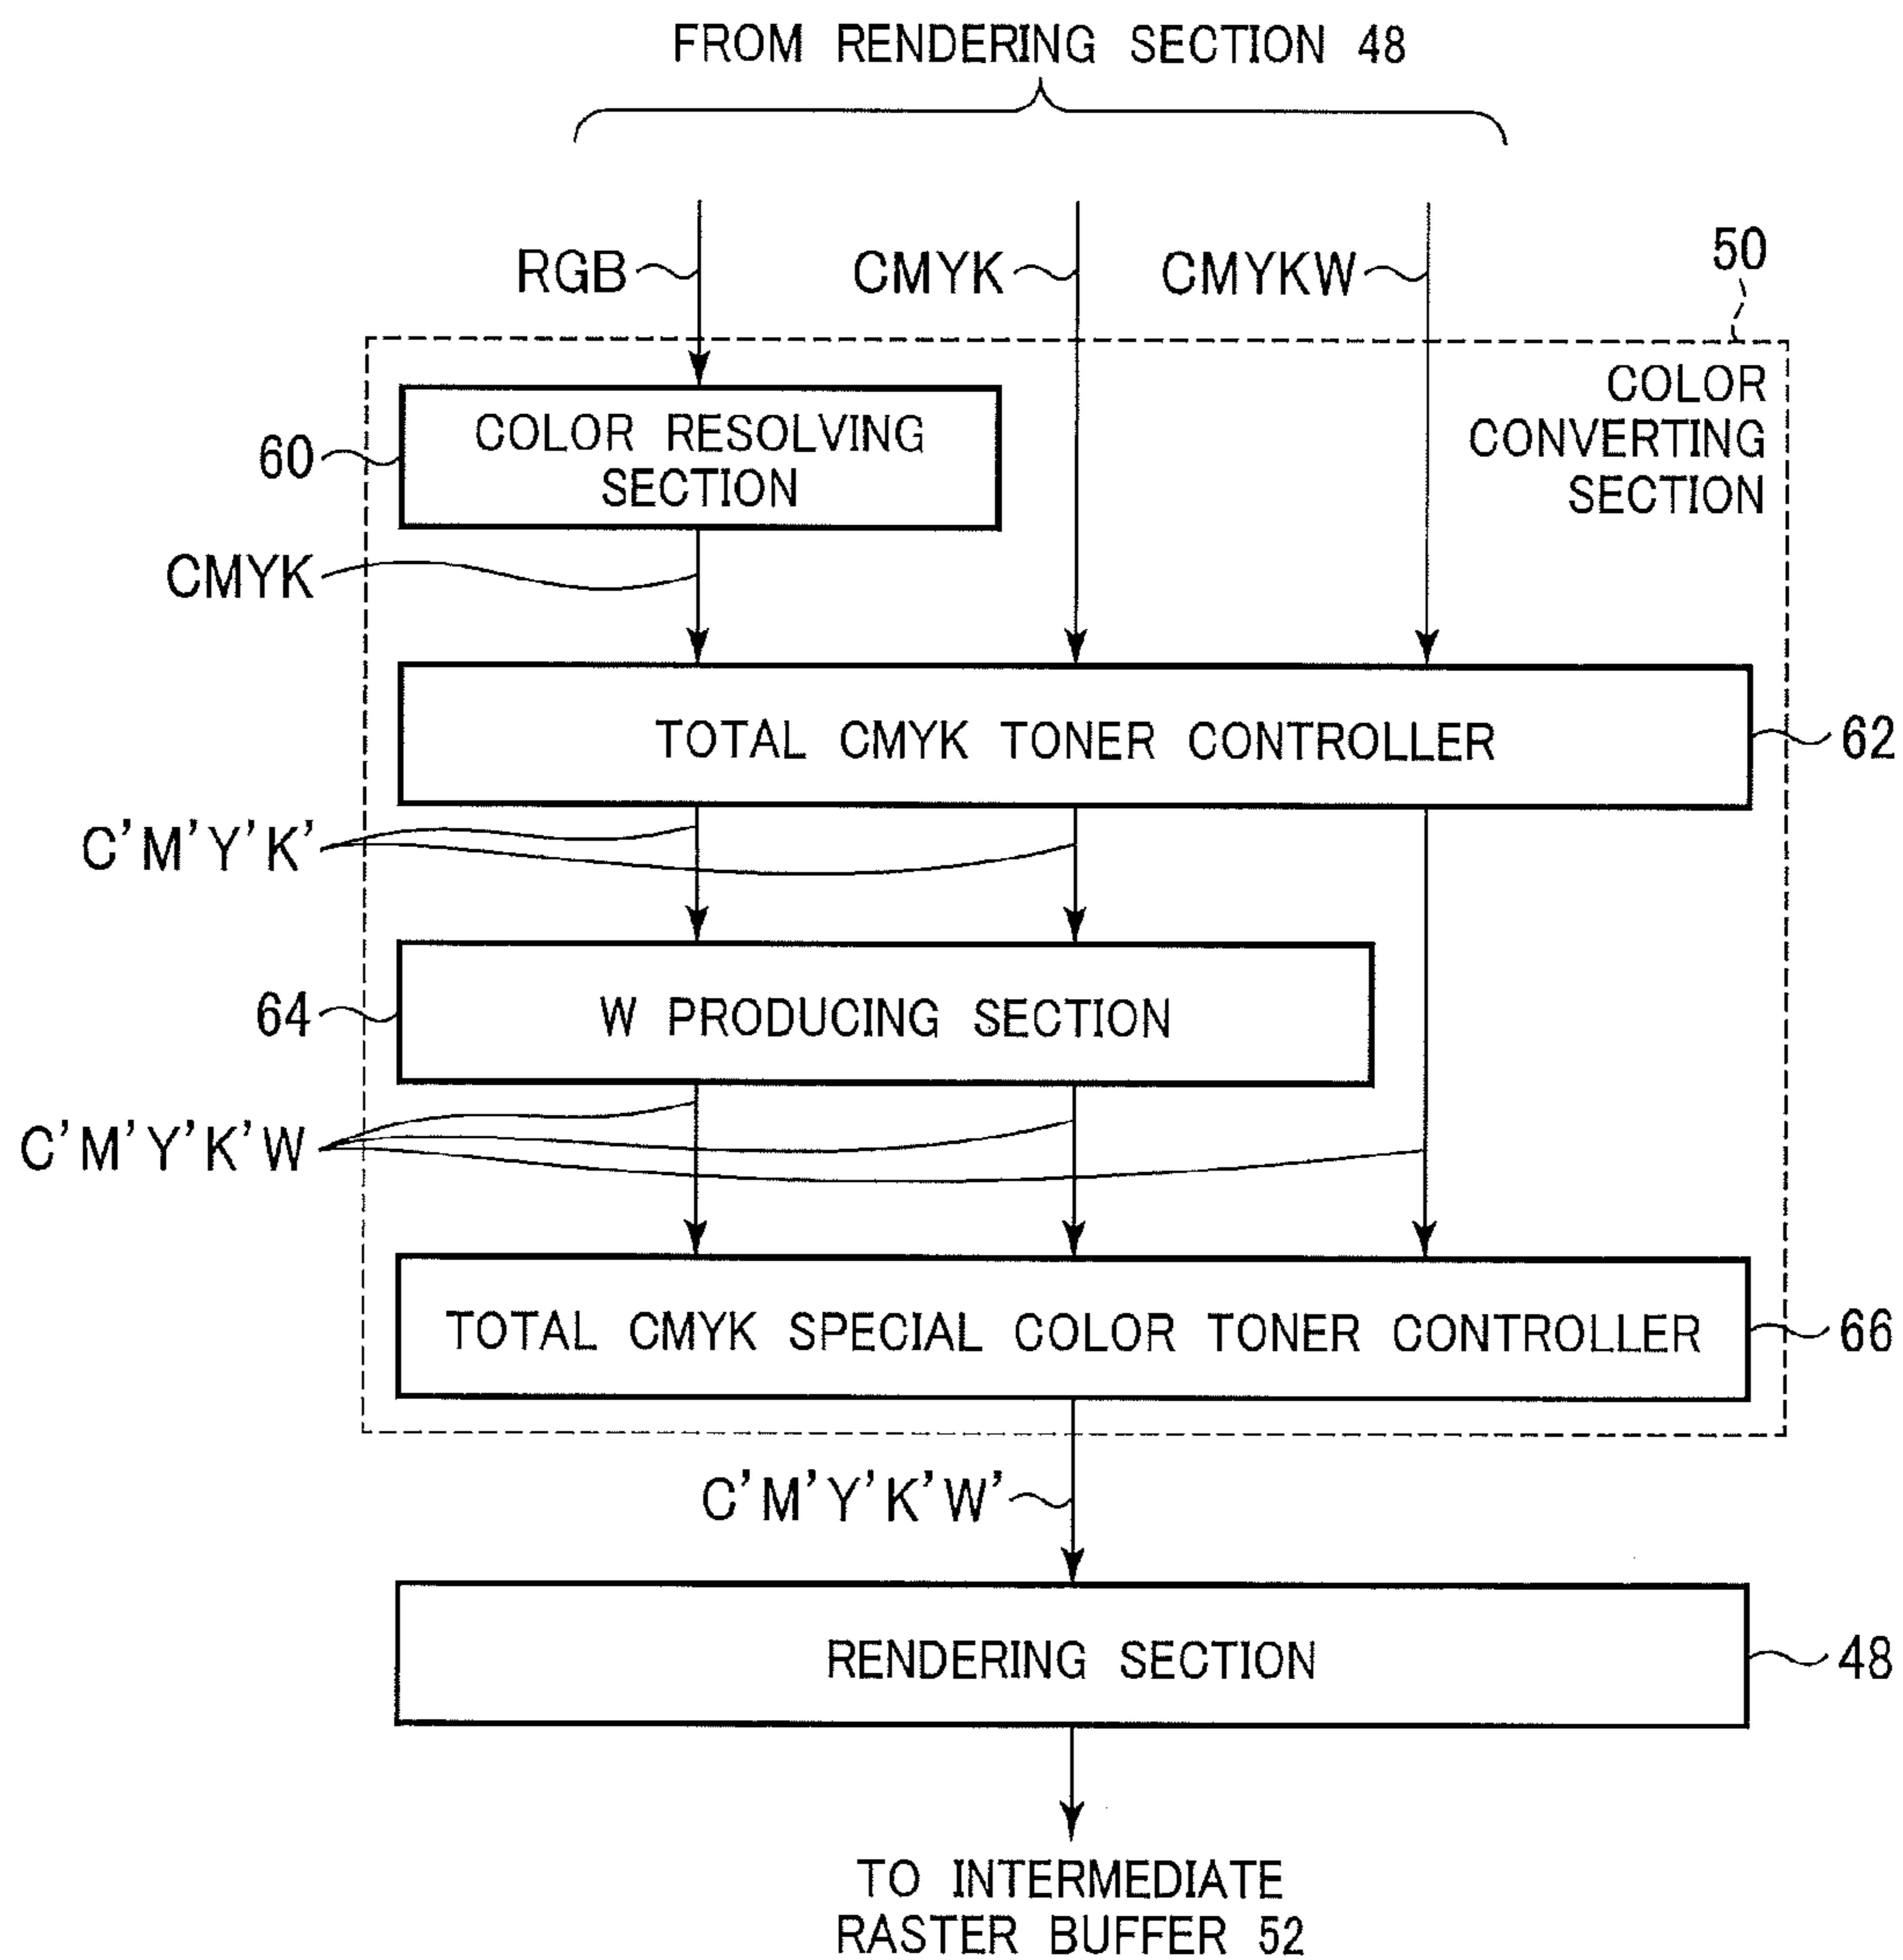 FROM RENDERING SECTION 48
RGB
CMYK
CMYKW
50
COLOR
CONVERTING
SECTION
60
COLOR RESOLVING
SECTION
CMYK
TOTAL CMYK TONER CONTROLLER
62
C'M'Y'K'
64
W PRODUCING SECTION
C'M'Y'K'W
TOTAL CMYK SPECIAL COLOR TONER CONTROLLER
66
C'M'Y'K'W'
RENDERING SECTION
48
TO INTERMEDIATE
RASTER BUFFER 52